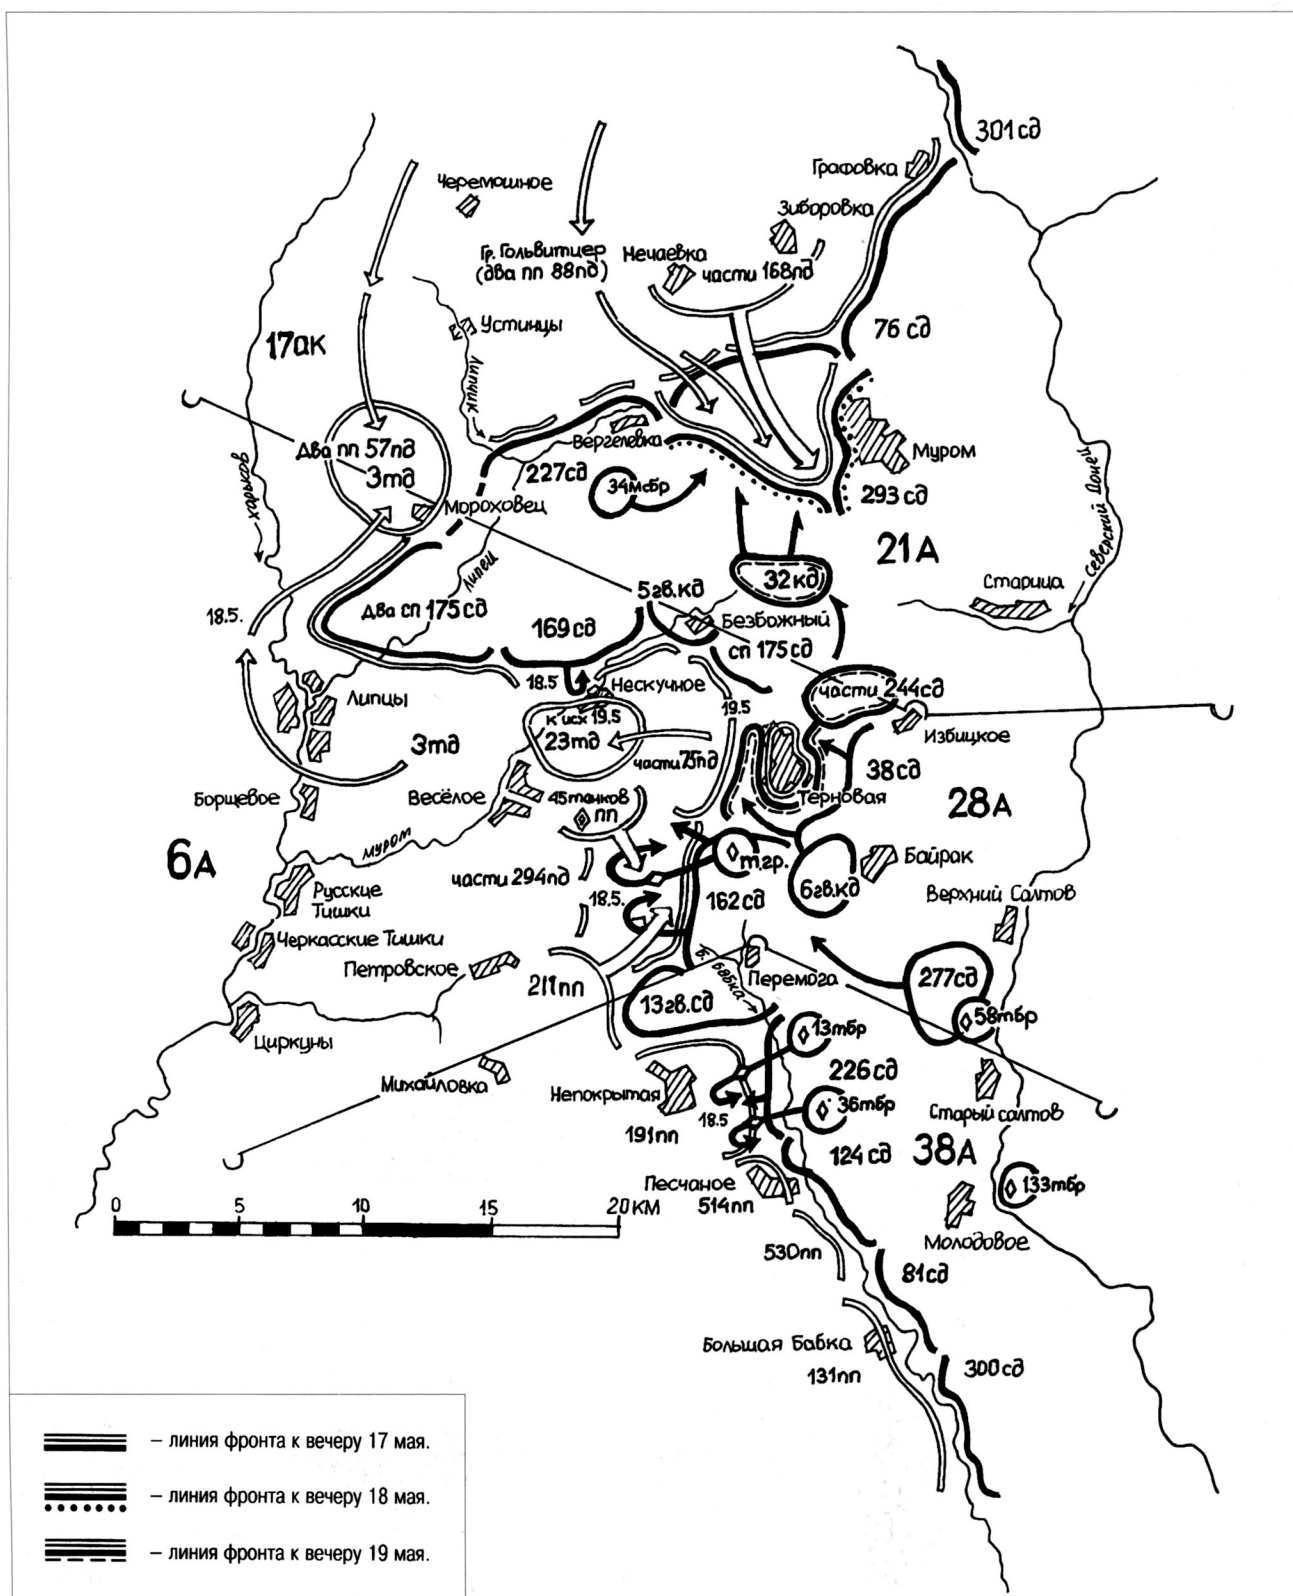 301 сд
Графовка
Черемошное
Зиборовка
Гр. Гольвитцер
(два пп 88пд)
Нечаевка
части 168пд
Устинцы
76 сд
17ак
Липчик
Вергелевка
Муром
Два пп 57пд
3тд
227сд
34мсбр
293 сд
Харьков
Мороховец
21А
Северский Донец
Липец
32кд
Старица
18.5.
Два сп 175сд
5гв.кд
169сд
Безбожный
сп 175сд
18.5
Нескучное
19.5
части 244сд
Липцы
к исх 19.5
23тд
Избицкое
3тд
части 75пд
38сд
Борщевое
Весёлое
45танков
пп
Терновая
28А
муром
6А
т.гр.
Байрак
части 294пд
18.5.
162сд
6гв.кд
Верхний Салтов
Русские
Тишки
Черкасские Тишки
Петровское
211пп
Б. Бабка
Перемога
277сд
13гв.сд
58тбр
Циркуны
13тбр
Михайловка
Непокрытая
226сд
36тбр
Старый салтов
191пп
18.5
124сд
38А
Песчаное
514пп
133тбр
0 5 10 15 20 КМ
Молодовое
530пп
81сд
Большая Бабка
131пп
300сд
– линия фронта к вечеру 17 мая.
– линия фронта к вечеру 18 мая.
– линия фронта к вечеру 19 мая.